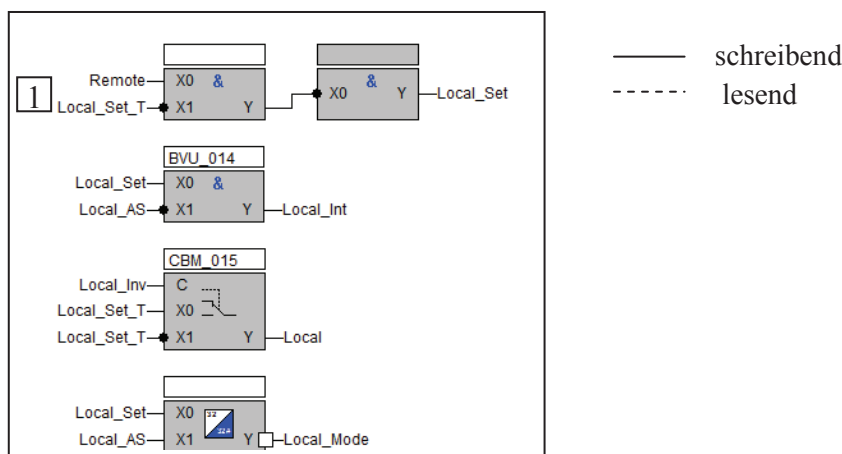 schreibend
lesend
1
Remote X0 & 
Local_Set_T X1 Y
X0 & Y Local_Set
BVU_014
Local_Set X0 &
Local_AS X1 Y Local_Int
CBM_015
Local_Inv C
Local_Set_T X0
Local_Set_T X1 Y Local
Local_Set X0
Local_AS X1 Y Local_Mode